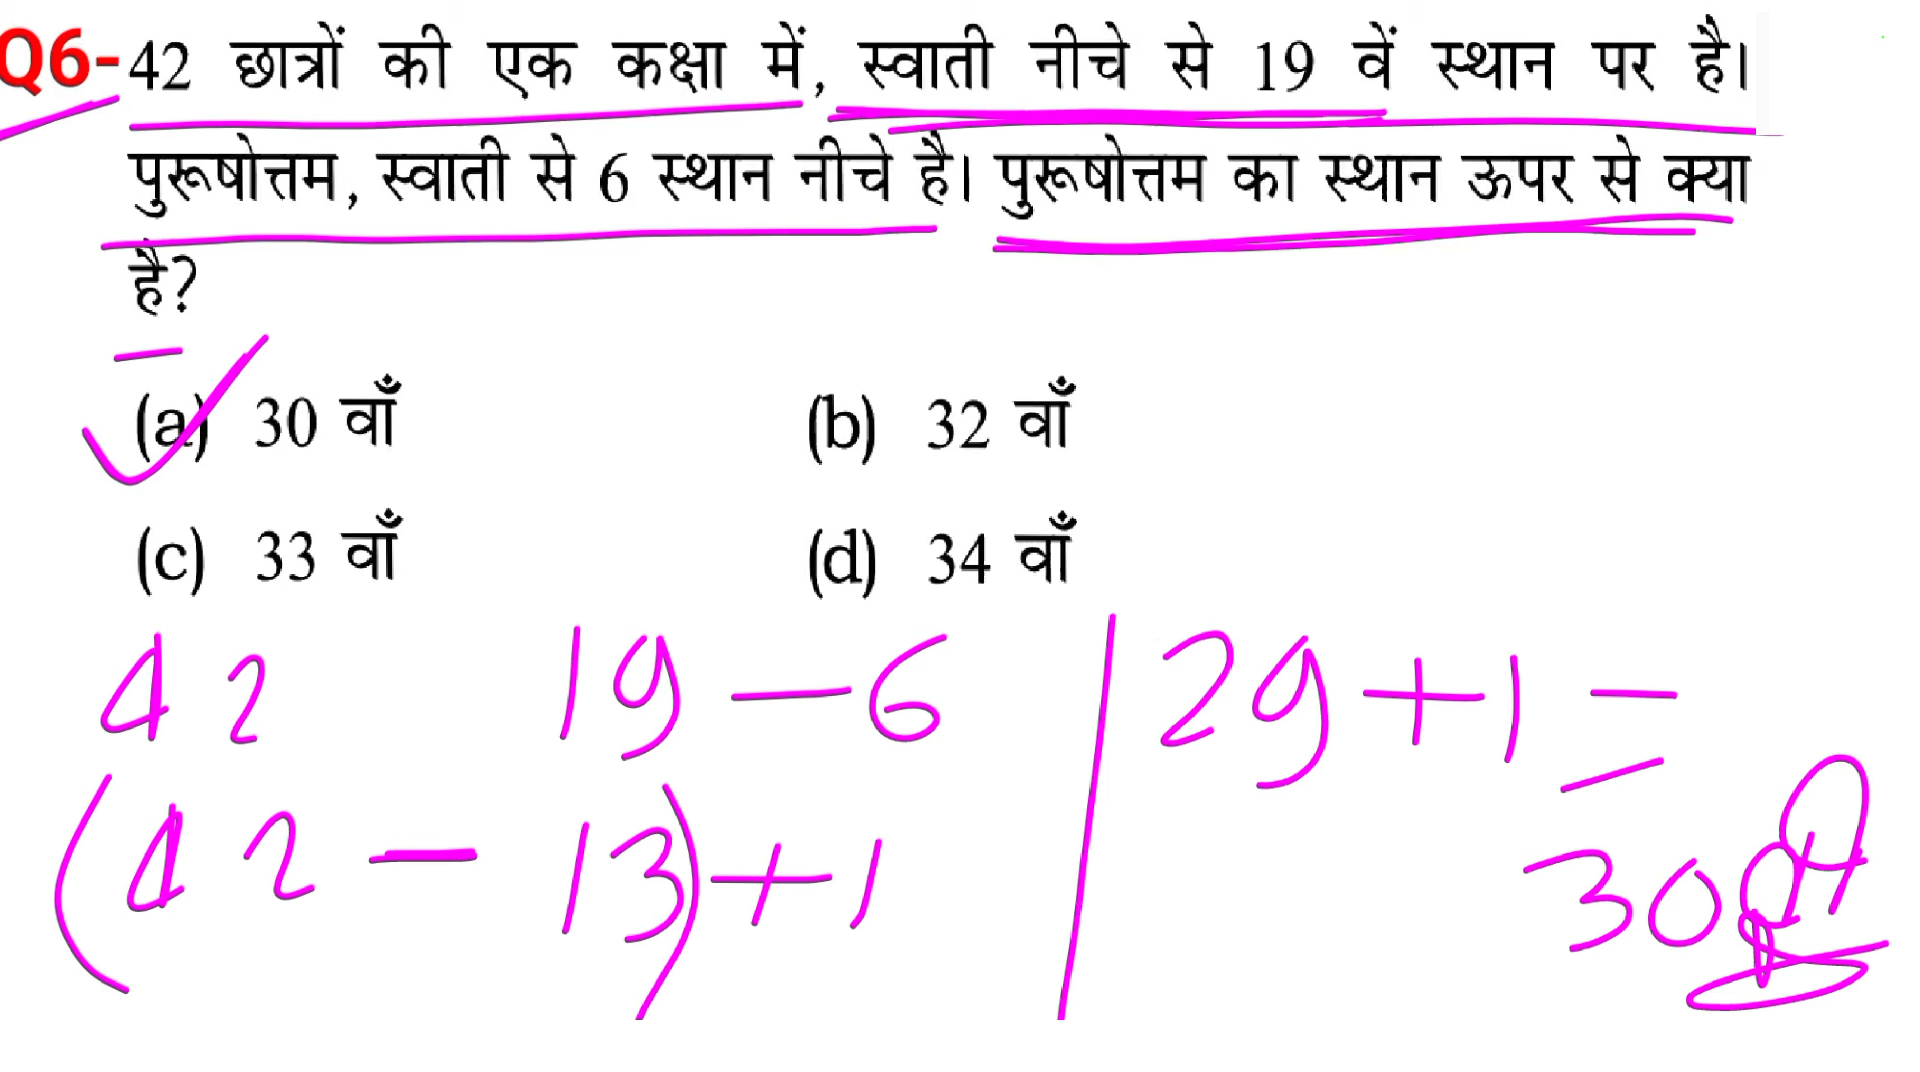 Q6-42 छात्रों की एक कक्षा में, स्वाती नीचे से 19 वें स्थान पर है।
पुरूषोत्तम, स्वाती से 6 स्थान नीचे है। पुरूषोत्तम का स्थान ऊपर से क्या
है?
(a) 30 वाँ (b) 32 वाँ
(c) 33 वाँ (d) 34 वाँ
42 19-6
(42-13)+1
29+1=
30